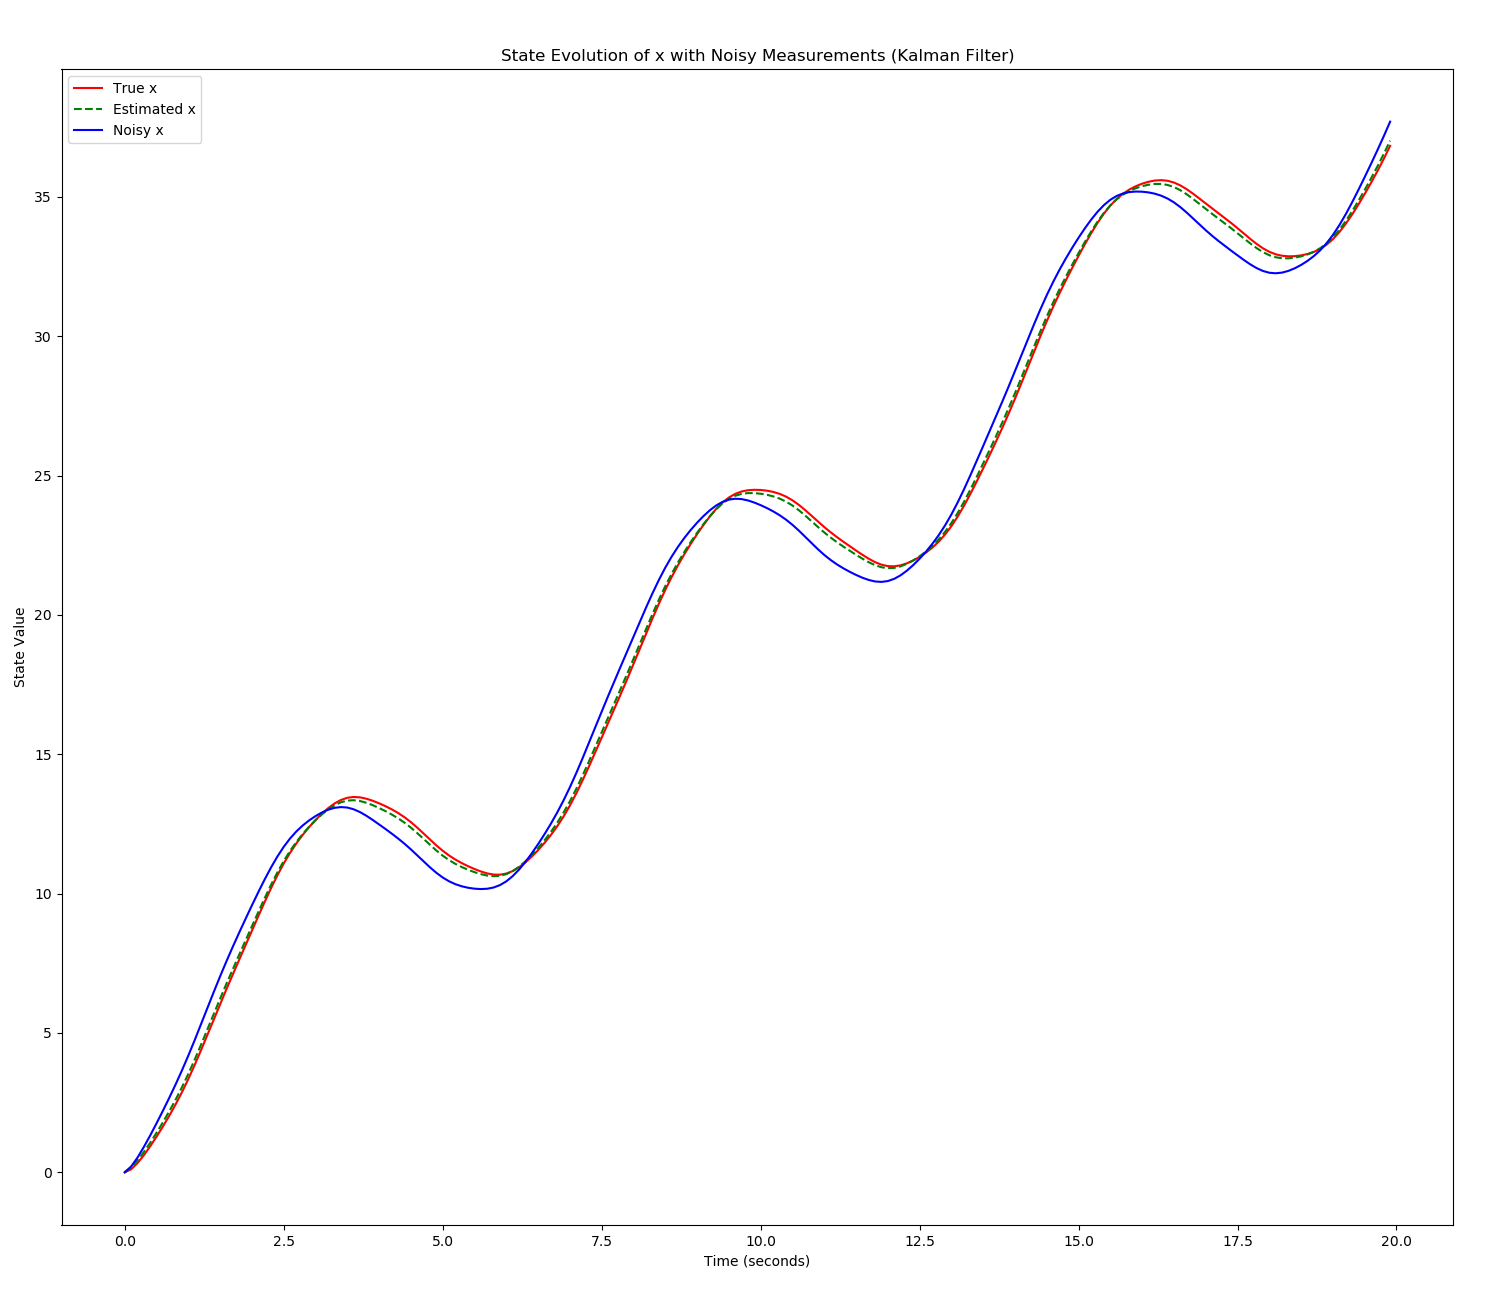 State Evolution of x with Noisy Measurements (Kalman Filter)
True x
Estimated x
Noisy x
35
30
25
20
15
10
5
0
State Value
0.0 2.5 5.0 7.5 10.0 12.5 15.0 17.5 20.0
Time (seconds)